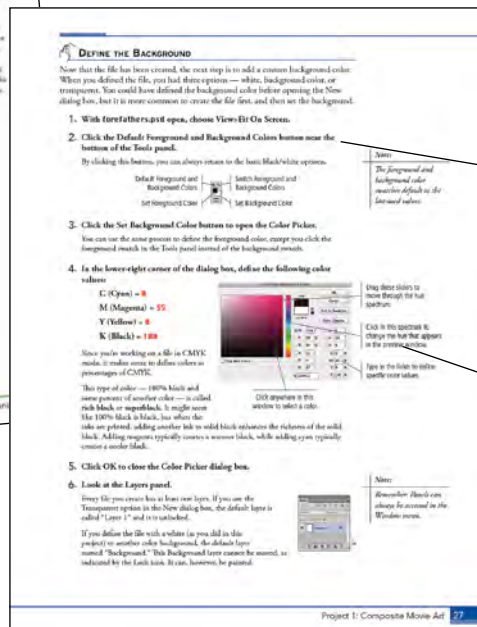 DEFINE THE BACKGROUND
Now that the file has been created, the next step is to add a custom background color.
When you defined the file, you had three options — white, background color, or
transparent. You could have defined the background color before opening the New
dialog box, but it is more common to create the file first, and then set the background.
1. With forefathers.psd open, choose View>Fit On Screen.
2. Click the Default Foreground and Background Colors button near the
bottom of the Tools panel.
By clicking this button, you can always return to the basic black/white options.
Default Foreground and
Background Colors
Switch Foreground and
Background Colors
Set Foreground Color
Set Background Color
Note:
The foreground and
background color
swatches default to the
last-used values.
3. Click the Set Background Color button to open the Color Picker.
You can use the same process to define the foreground color, except you click the
foreground swatch in the Tools panel instead of the background swatch.
4. In the lower-right corner of the dialog box, define the following color
values:
C (Cyan) = 0
M (Magenta) = 55
Y (Yellow) = 0
K (Black) = 100
Since you're working on a file in CMYK
mode, it makes sense to define colors as
percentages of CMYK.
This type of color — 100% black and
some percent of another color — is called
rich black or superblack. It might seem
like 100% black is black, but when the
inks are printed, adding another ink to solid black enhances the richness of the solid
black. Adding magenta typically creates a warmer black, while adding cyan typically
creates a cooler black.
Drag these sliders to
move through the hue
spectrum.
Click in this spectrum to
change the hue that appears
in the preview window.
Type in the fields to define
specific color values.
Click anywhere in this
window to select a color.
5. Click OK to close the Color Picker dialog box.
6. Look at the Layers panel.
Every file you create has at least one layer. If you use the
Transparent option in the New dialog box, the default layer is
called "Layer 1" and it is unlocked.
If you define the file with a white (as you did in this
project) or another color background, the default layer
named "Background." This Background layer cannot be moved, as
indicated by the Lock icon. It can, however, be painted.
Note:
Remember: Panels can
always be accessed in the
Window menu.
Project 1: Composite Movie Art 27